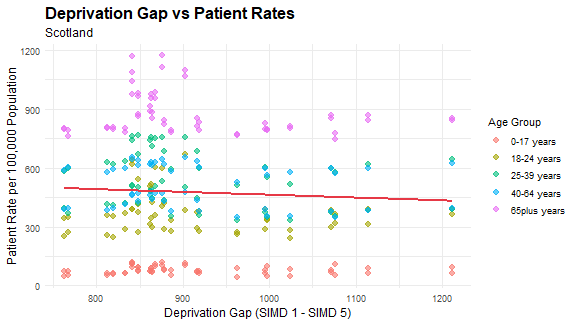 Deprivation Gap vs Patient Rates
Scotland
Patient Rate per 100,000 Population
1200
900
600
300
0
800
900
1000
1100
1200
Deprivation Gap (SIMD 1 - SIMD 5)
Age Group
0-17 years
18-24 years
25-39 years
40-64 years
65plus years